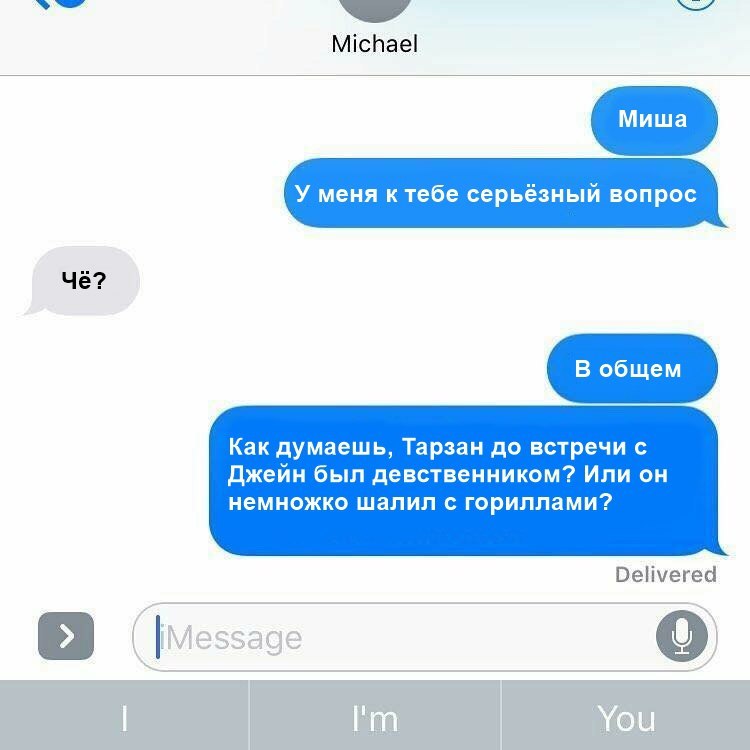 Michael
Миша
У меня к тебе серьёзный вопрос
Чё?
В общем
Как думаешь, Тарзан до встречи с
Джейн был девственником? Или он
немножко шалил с гориллами?
Delivered
iMessage
I
I'm
You